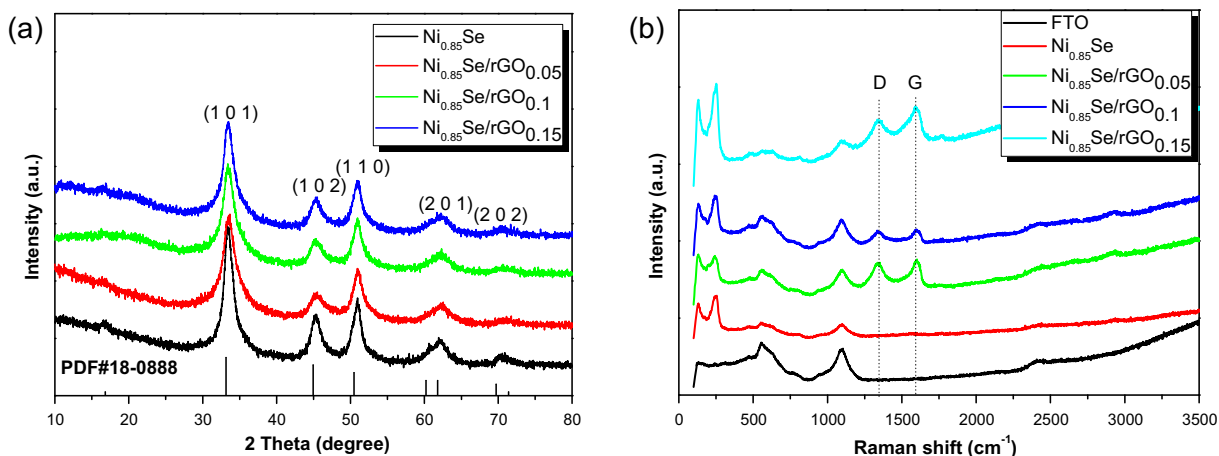 (a)
Ni0.85Se
Ni0.85Se/rGO0.05
Ni0.85Se/rGO0.1
Ni0.85Se/rGO0.15
(1 0 1)
(1 0 2)
(1 1 0)
(2 0 1)
(2 0 2)
PDF#18-0888
Intensity (a.u.)
10 20 30 40 50 60 70 80
2 Theta (degree)
(b)
FTO
Ni0.85Se
Ni0.85Se/rGO0.05
Ni0.85Se/rGO0.1
Ni0.85Se/rGO0.15
D G
Intensity (a.u.)
0 500 1000 1500 2000 2500 3000 3500
Raman shift (cm-1)